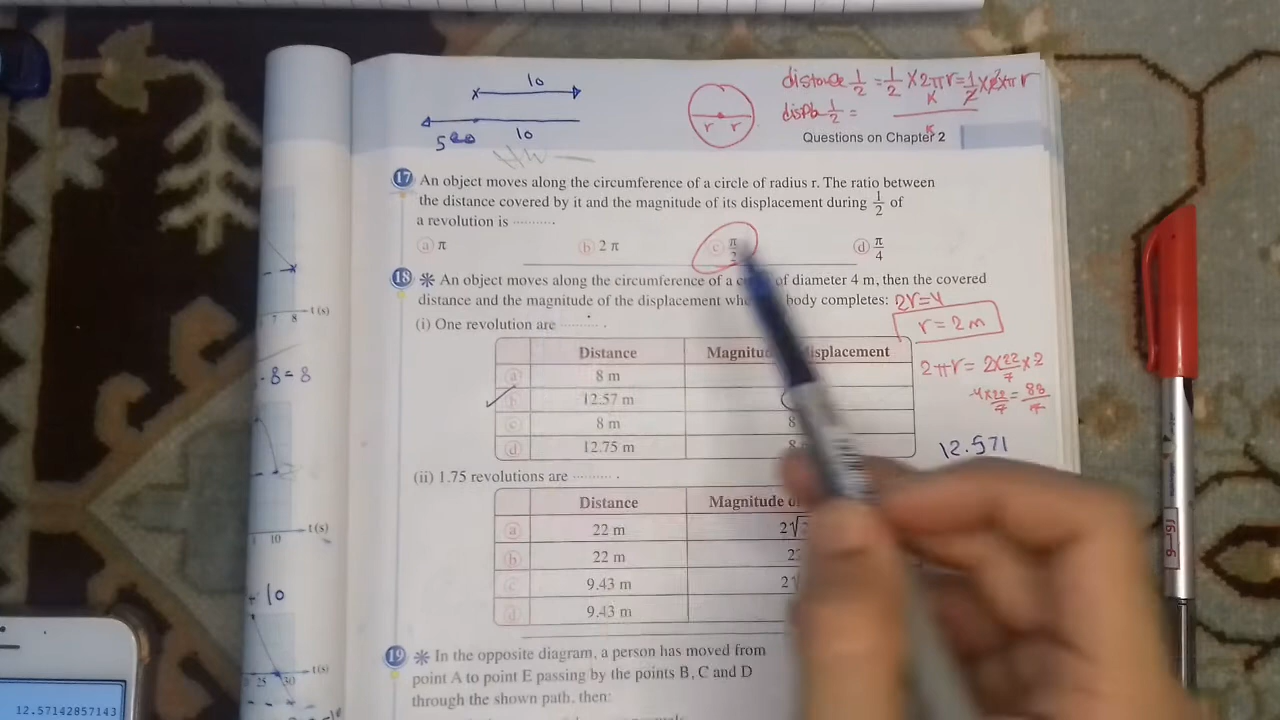 10
distance 1/2 = 1/2 × 2πr = 1/2 × 2 × π r
displ 1/2 =
r r
10
Questions on Chapter 2
17 An object moves along the circumference of a circle of radius r. The ratio between
the distance covered by it and the magnitude of its displacement during 1/2 of
a revolution is ..........
a π b 2 π c π/2 d π/4
18 * An object moves along the circumference of a of diameter 4 m, then the covered
distance and the magnitude of the displacement body completes: 2r=4
r = 2 m
(i) One revolution are .......... .
Distance
8 m
12.57 m
c 8 m 8
d 12.75 m
2πr = 2×22/7×2
4×22/7 = 88/7
12.571
(ii) 1.75 revolutions are .......... .
Distance Magnitude
a 22 m
b 22 m
9.43 m
9.43 m
19 * In the opposite diagram, a person has moved from
point A to point E passing by the points B, C and D
through the shown path, then:
7 8 t(s)
- 8 = 8
10 t(s)
+ 10
25 30 t(s)
12.57142857143